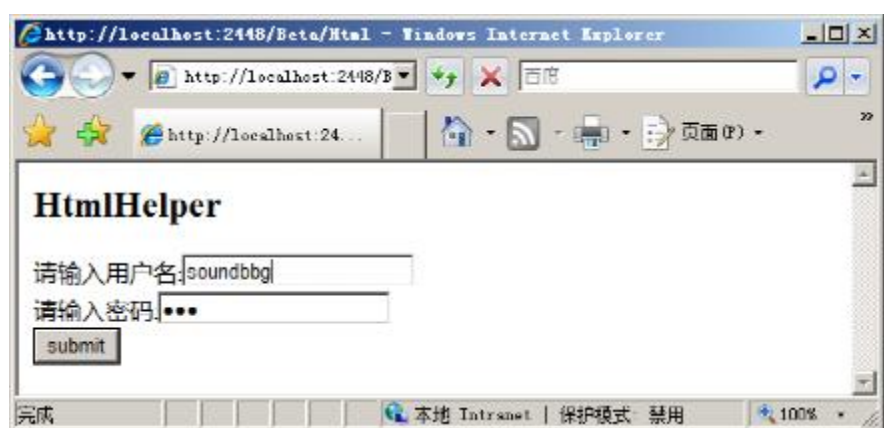 http://localhost:2448/Beta/Html - Windows Internet Explorer
http://localhost:2448/B
百度
http://localhost:24...
页面(P)
»
HtmlHelper
请输入用户名:soundbbg
请输入密码:•••
submit
完成
本地 Intranet | 保护模式: 禁用
100%